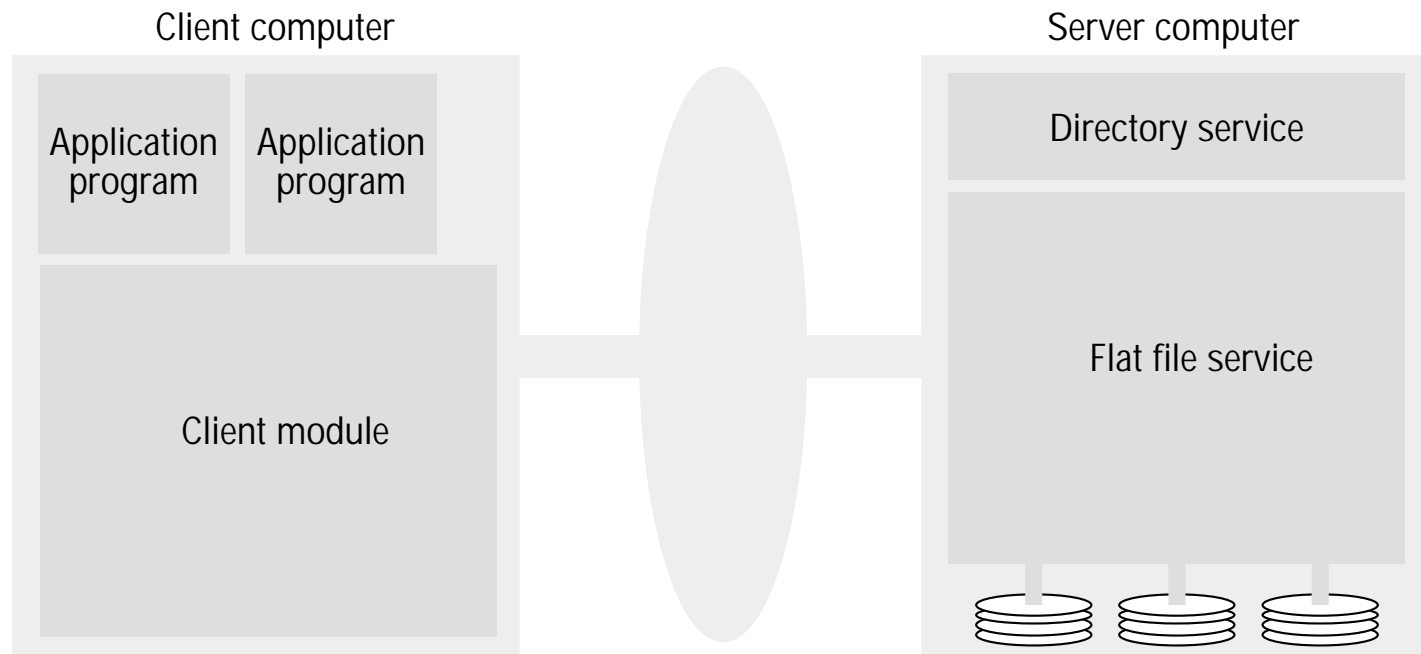 Client computer
Server computer
Application
program
Application
program
Directory service
Flat file service
Client module